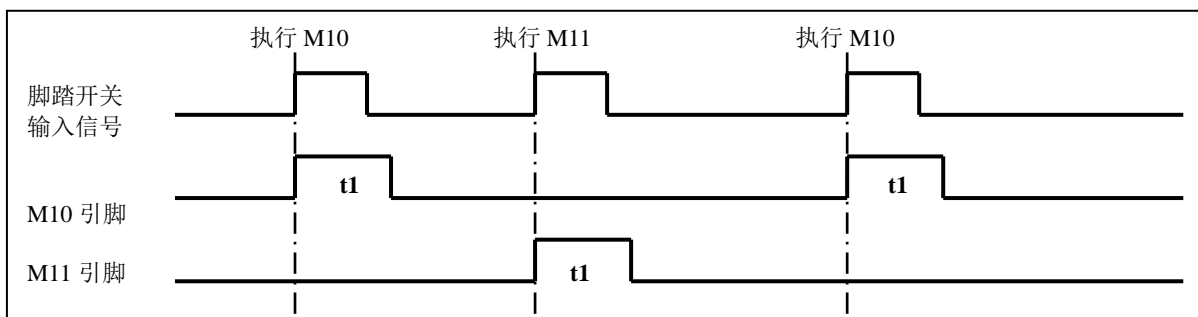 执行 M10 执行 M11 执行 M10
脚踏开关
输入信号
t1 t1
M10 引脚
t1
M11 引脚